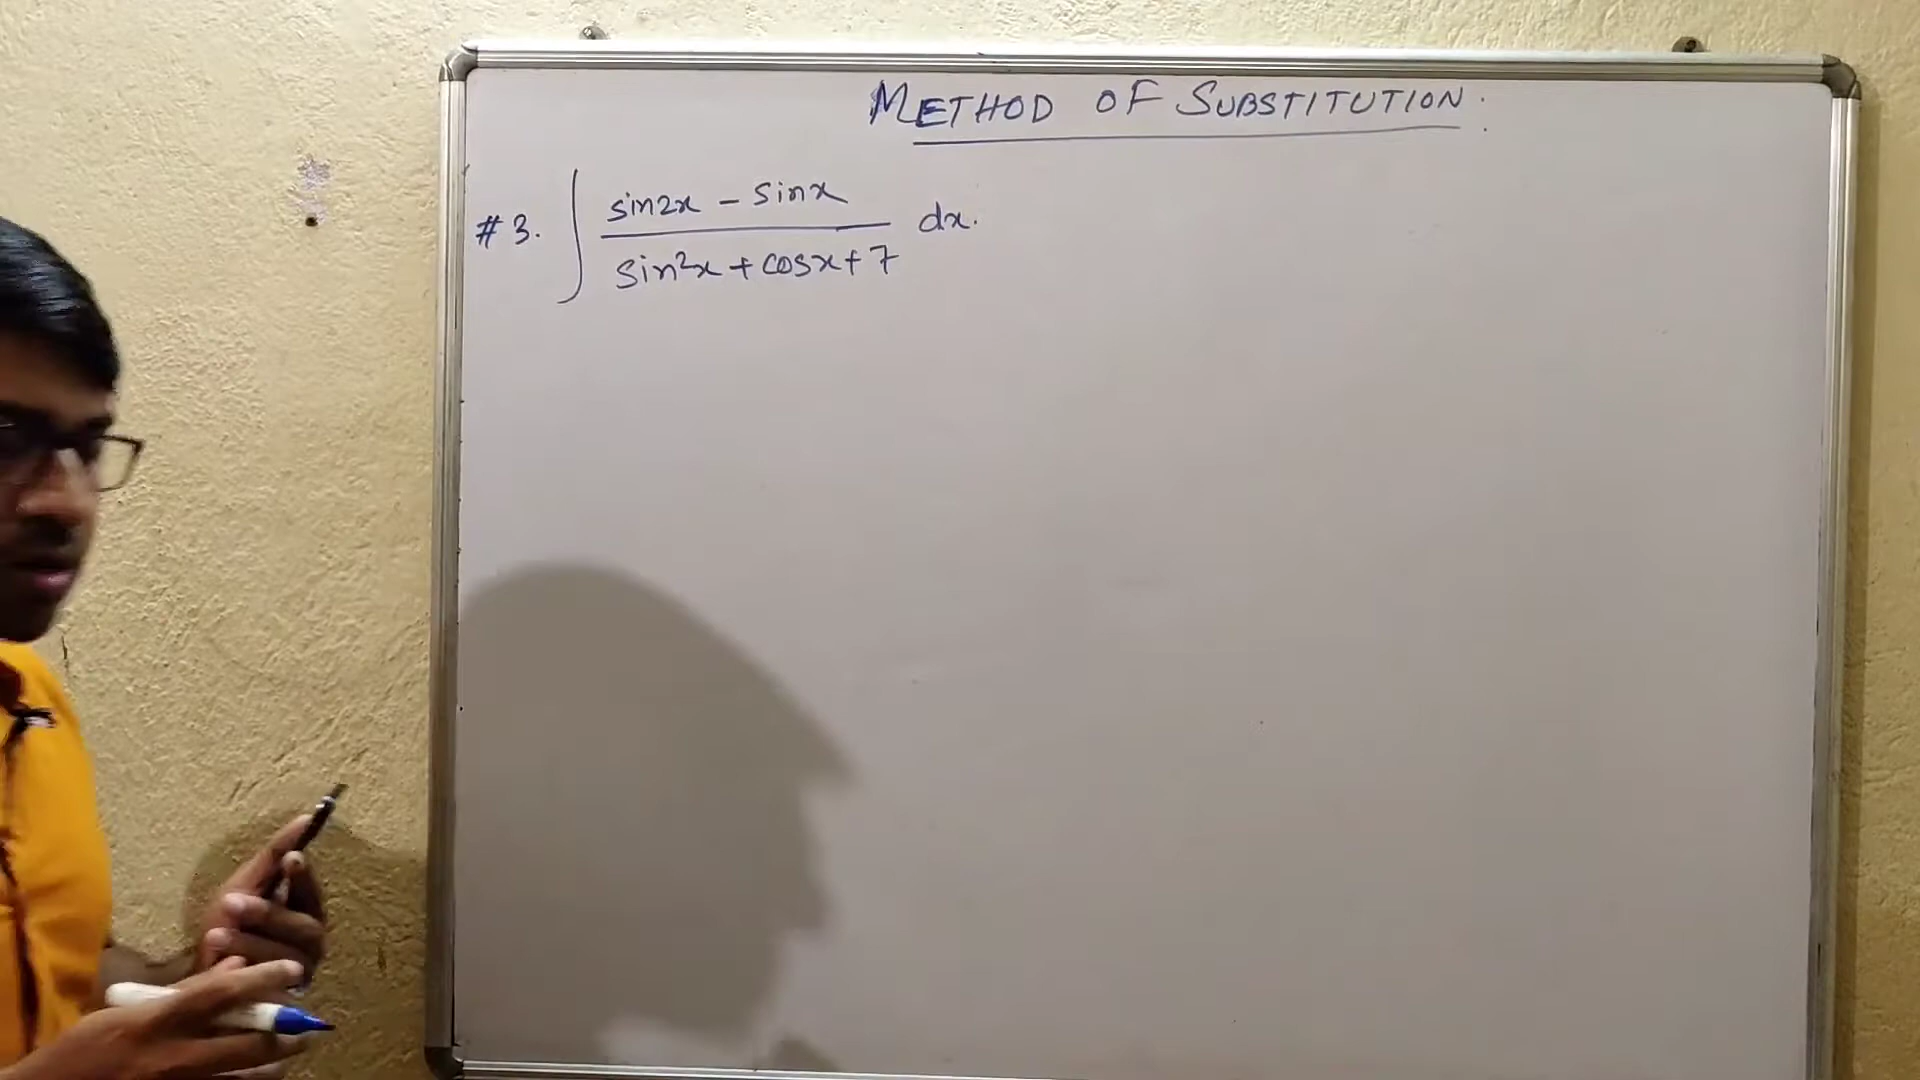 METHOD OF SUBSTITUTION.
#3. ∫ (sin2x - sinx)/(sin²x + cosx + 7) dx.